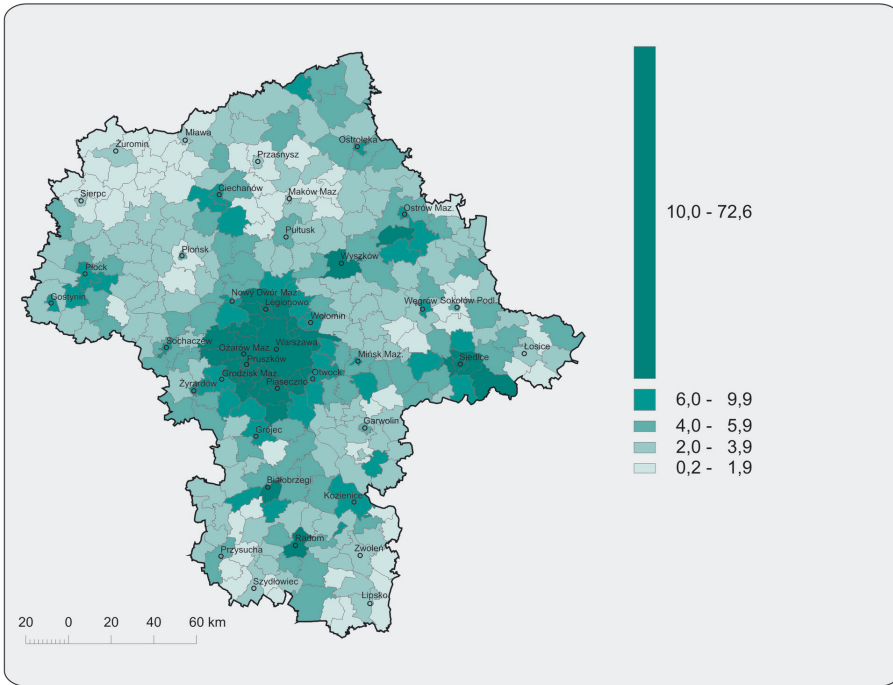 Mława
Żuromin
Ostrołęka
Przasnysz
Ciechanów
Sierpc
Maków Maz.
Ostrów Maz.
Pułtusk
Płońsk
Wyszków
Płock
Gostynin
Nowy Dwór Maz.
Legionowo
Węgrów
Sokołów Podl.
Wołomin
Sochaczew
Ożarów Maz.
Warszawa
Pruszków
Mińsk Maz.
Siedlce
Łosice
Grodzisk Maz.
Otwock
Żyrardów
Piaseczno
Garwolin
Grójec
Białobrzegi
Kozienice
Radom
Przysucha
Zwoleń
Szydłowiec
Lipsko
10,0 - 72,6
6,0 - 9,9
4,0 - 5,9
2,0 - 3,9
0,2 - 1,9
20 0 20 40 60 km